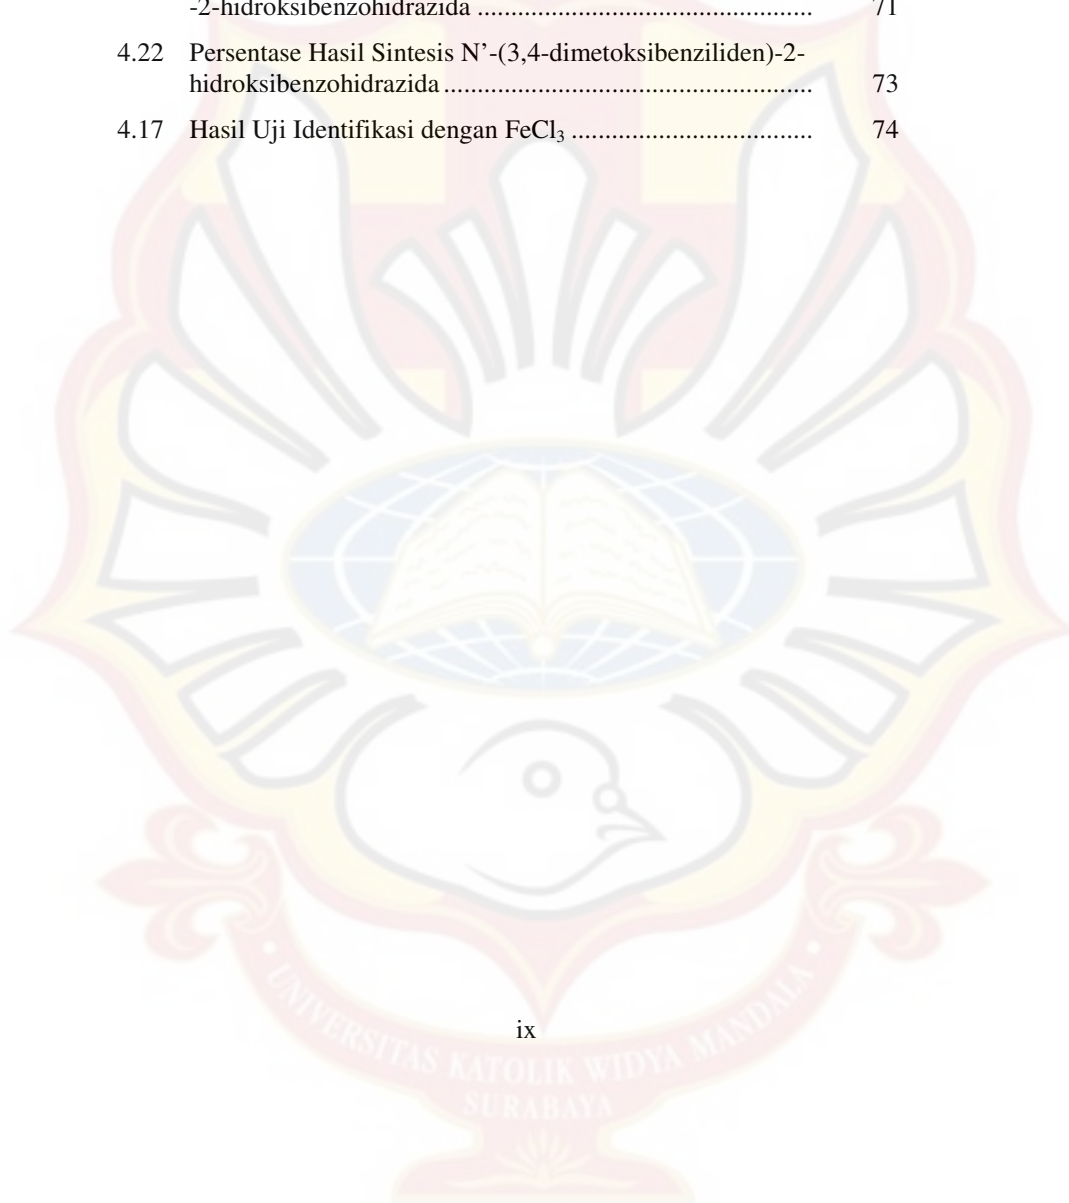 -2-hidroksibenzohidrazida .................................................. 71
4.22 Persentase Hasil Sintesis N’-(3,4-dimetoksibenziliden)-2-
hidroksibenzohidrazida ....................................................... 73
4.17 Hasil Uji Identifikasi dengan FeCl₃ .................................... 74
ix
• UNIVERSITAS KATOLIK WIDYA MANDALA •
SURABAYA